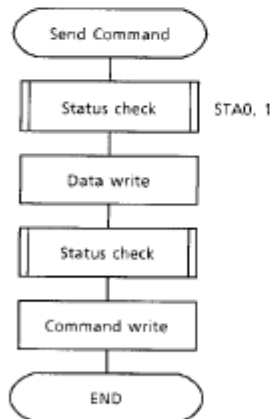 Send Command
Status check STA0, 1
Data write
Status check
Command write
END